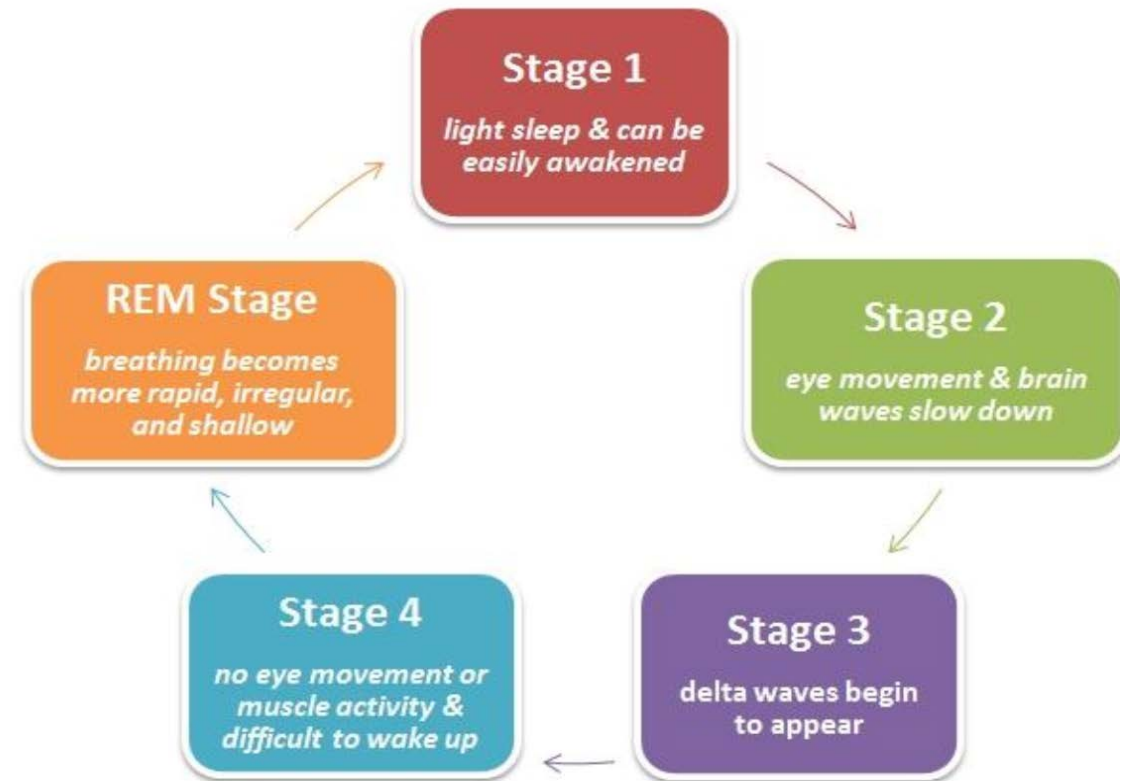 Stage 1
light sleep & can be
easily awakened
Stage 2
eye movement & brain
waves slow down
Stage 3
delta waves begin
to appear
Stage 4
no eye movement or
muscle activity &
difficult to wake up
REM Stage
breathing becomes
more rapid, irregular,
and shallow